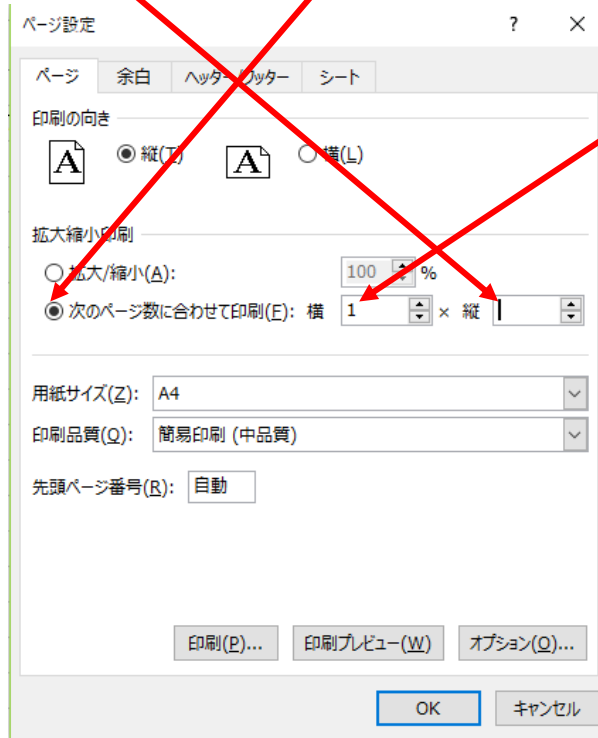 ページ設定 ? ×
ページ 余白 ヘッダー/フッター シート
印刷の向き
A 縦(T) A 横(L)
拡大縮小印刷
拡大/縮小(A): 100 %
次のページ数に合わせて印刷(F): 横 1 × 縦
用紙サイズ(Z): A4
印刷品質(Q): 簡易印刷 (中品質)
先頭ページ番号(R): 自動
印刷(P)... 印刷プレビュー(W) オプション(O)...
OK キャンセル